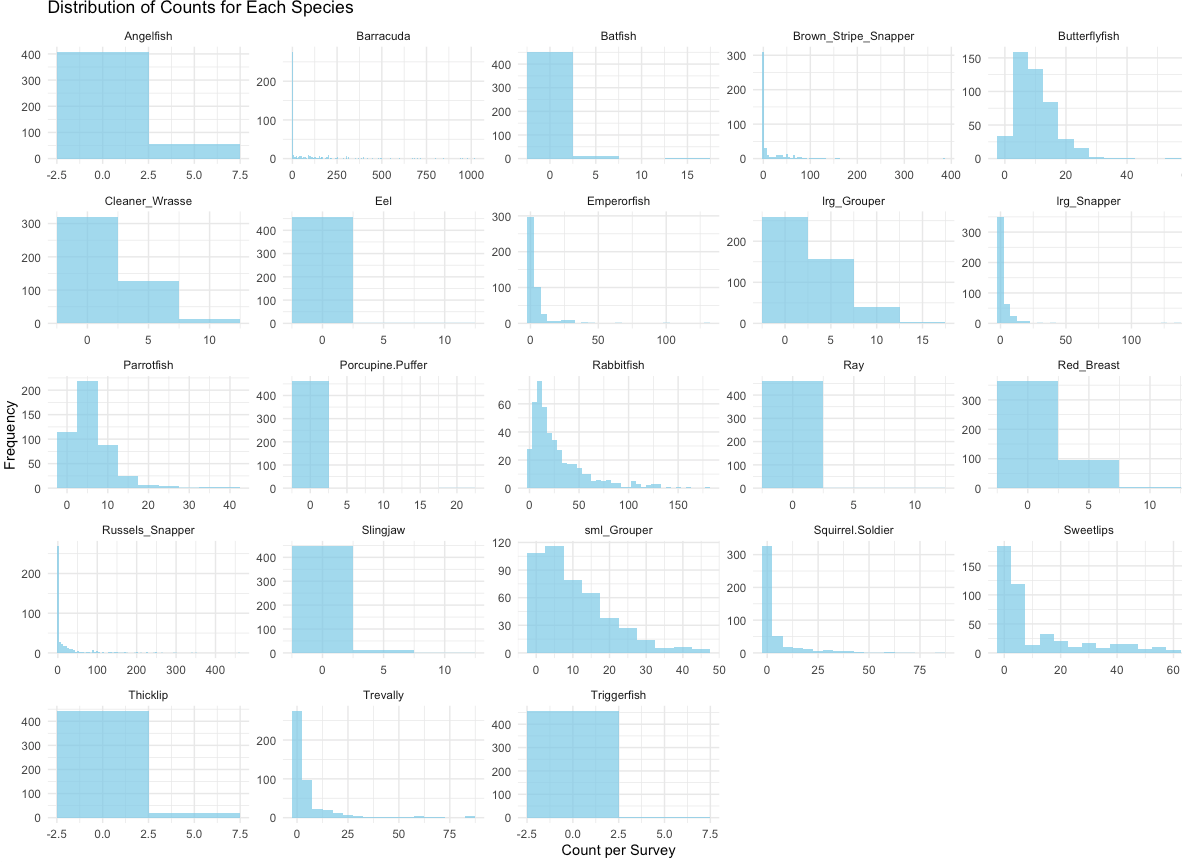 Distribution of Counts for Each Species
Angelfish Barracuda Batfish Brown_Stripe_Snapper Butterflyfish
400 300 200 100 0
200 100 0
400 300 200 100 0
300 200 100 0
150 100 50 0
-2.5 0.0 2.5 5.0 7.5
0 250 500 750 1000
0 5 10 15
0 100 200 300 400
0 20 40
Cleaner_Wrasse Eel Emperorfish lrg_Grouper lrg_Snapper
300 200 100 0
400 300 200 100 0
300 200 100 0
200 100 0
300 200 100 0
0 5 10
0 5 10
0 50 100
0 5 10 15
0 50 100
Parrotfish Porcupine.Puffer Rabbitfish Ray Red_Breast
200 150 100 50 0
400 300 200 100 0
60 40 20 0
400 300 200 100 0
300 200 100 0
0 10 20 30 40
0 5 10 15 20
0 50 100 150
0 5 10
0 5 10
Frequency
Russels_Snapper Slingjaw sml_Grouper Squirrel.Soldier Sweetlips
200 100 0
400 300 200 100 0
120 90 60 30 0
300 200 100 0
150 100 50 0
0 100 200 300 400
0 5 10
0 10 20 30 40 50
0 25 50 75
0 20 40 60
Thicklip Trevally Triggerfish
400 300 200 100 0
200 100 0
400 300 200 100 0
-2.5 0.0 2.5 5.0 7.5
0 25 50 75
-2.5 0.0 2.5 5.0 7.5
Count per Survey